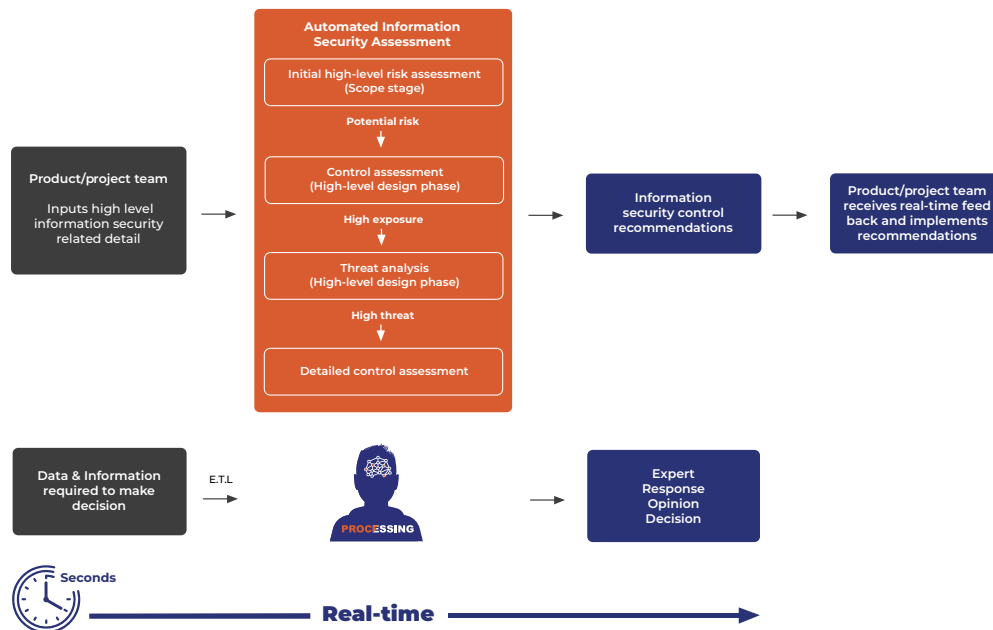 Automated Information
Security Assessment
Initial high-level risk assessment
(Scope stage)
Potential risk
Control assessment
(High-level design phase)
High exposure
Threat analysis
(High-level design phase)
High threat
Detailed control assessment
Product/project team
Inputs high level
information security
related detail
Information
security control
recommendations
Product/project team
receives real-time feed
back and implements
recommendations
Data & Information
required to make
decision
E.T.L
PROCESSING
Expert
Response
Opinion
Decision
Seconds
Real-time